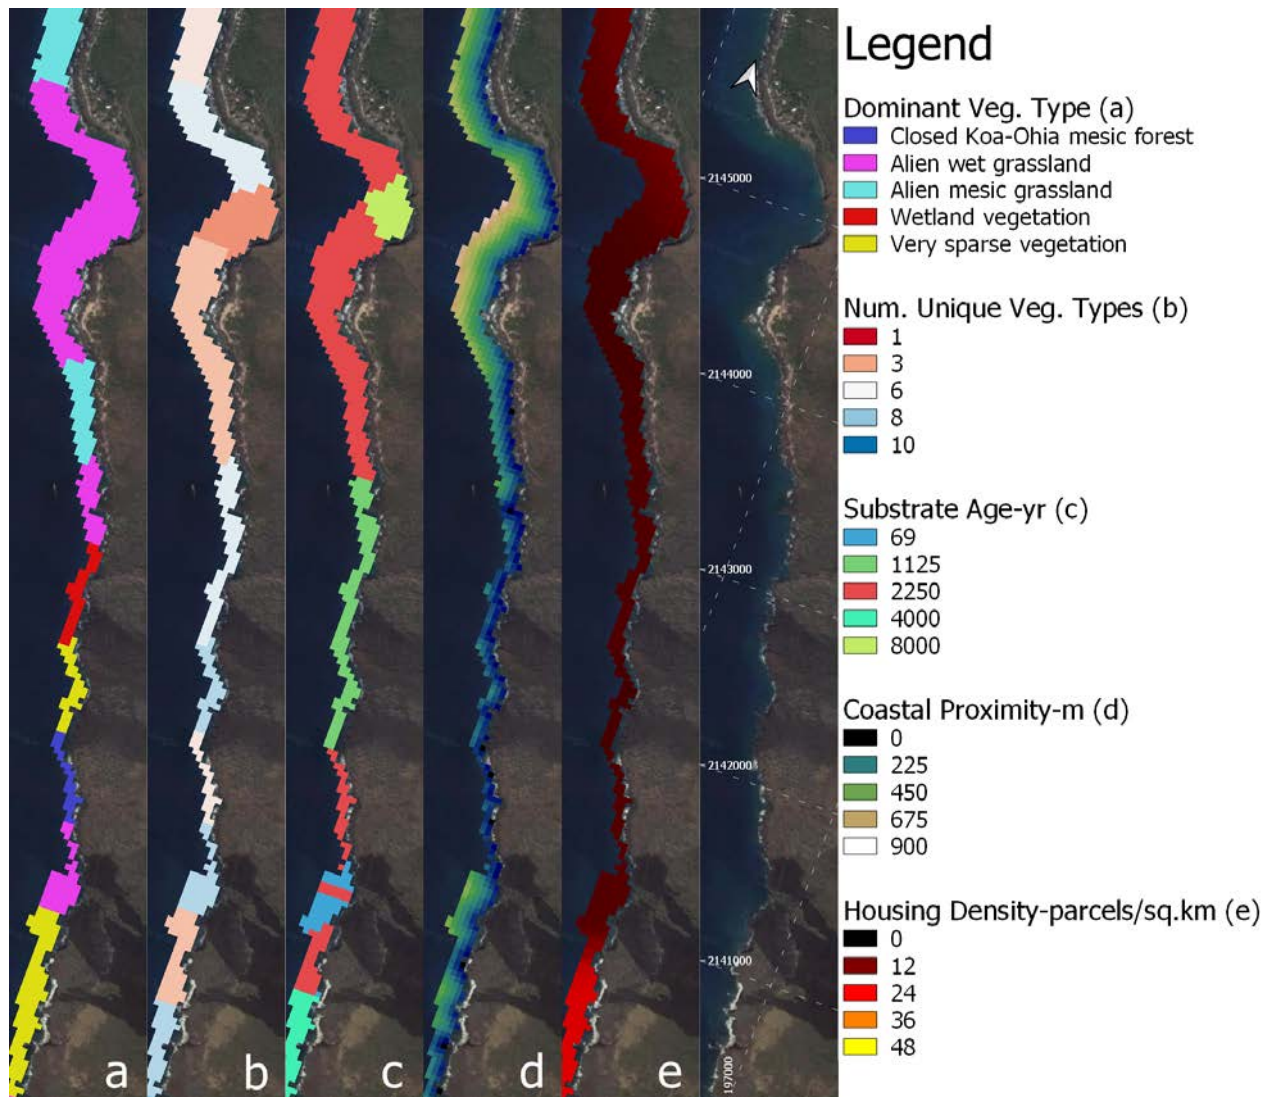 Legend
Dominant Veg. Type (a)
Closed Koa-Ohia mesic forest
Alien wet grassland
Alien mesic grassland
Wetland vegetation
Very sparse vegetation
Num. Unique Veg. Types (b)
1
3
6
8
10
Substrate Age-yr (c)
69
1125
2250
4000
8000
Coastal Proximity-m (d)
0
225
450
675
900
Housing Density-parcels/sq.km (e)
0
12
24
36
48
2145000
2144000
2143000
2142000
2141000
197000
a
b
c
d
e